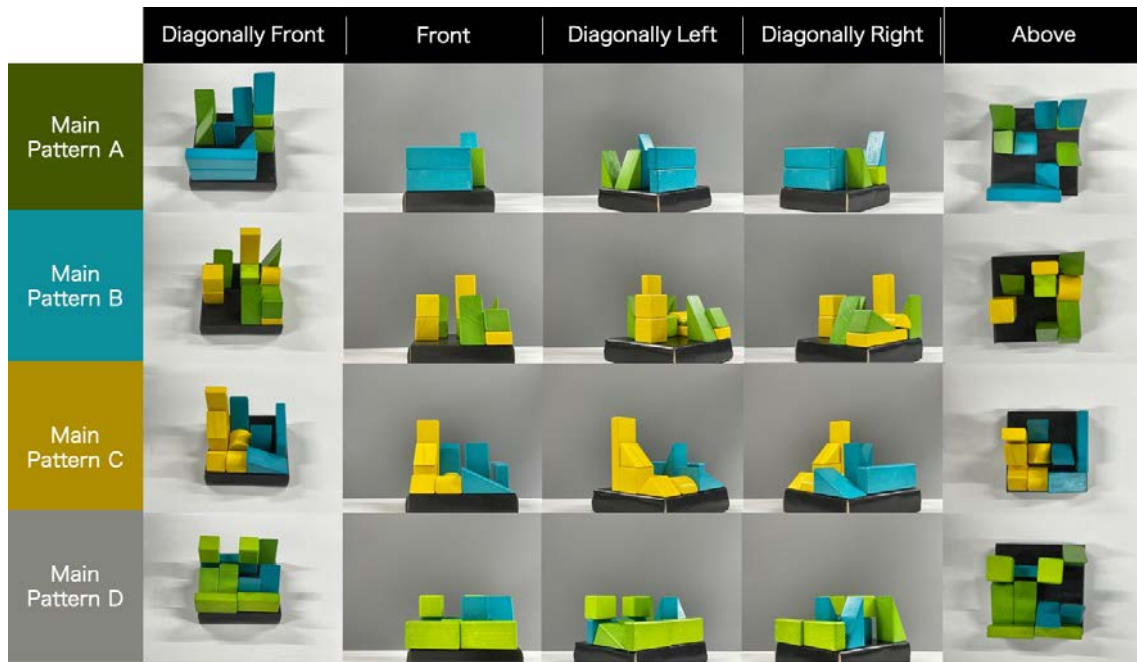 Diagonally Front
Front
Diagonally Left
Diagonally Right
Above
Main
Pattern A
Main
Pattern B
Main
Pattern C
Main
Pattern D